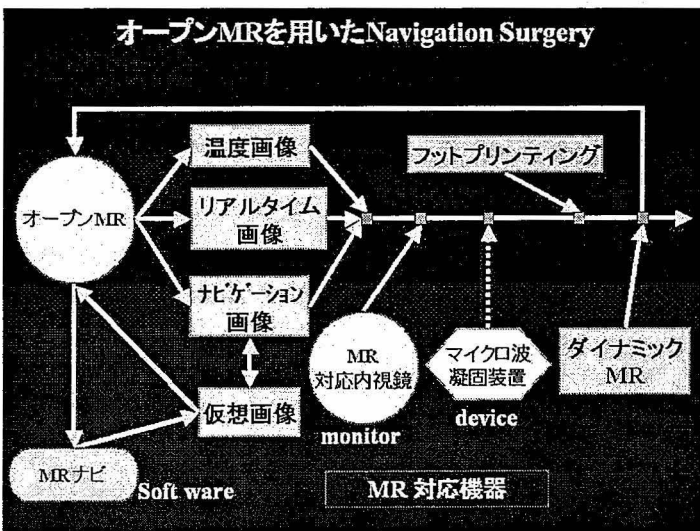 オープンMRを用いたNavigation Surgery
温度画像
フットプリンティング
オープンMR
リアルタイム
画像
ナビゲーション
画像
MR
対応内視鏡
マイクロ波
凝固装置
ダイナミック
MR
仮想画像
monitor
device
MRナビ
Soft ware
MR 対応機器